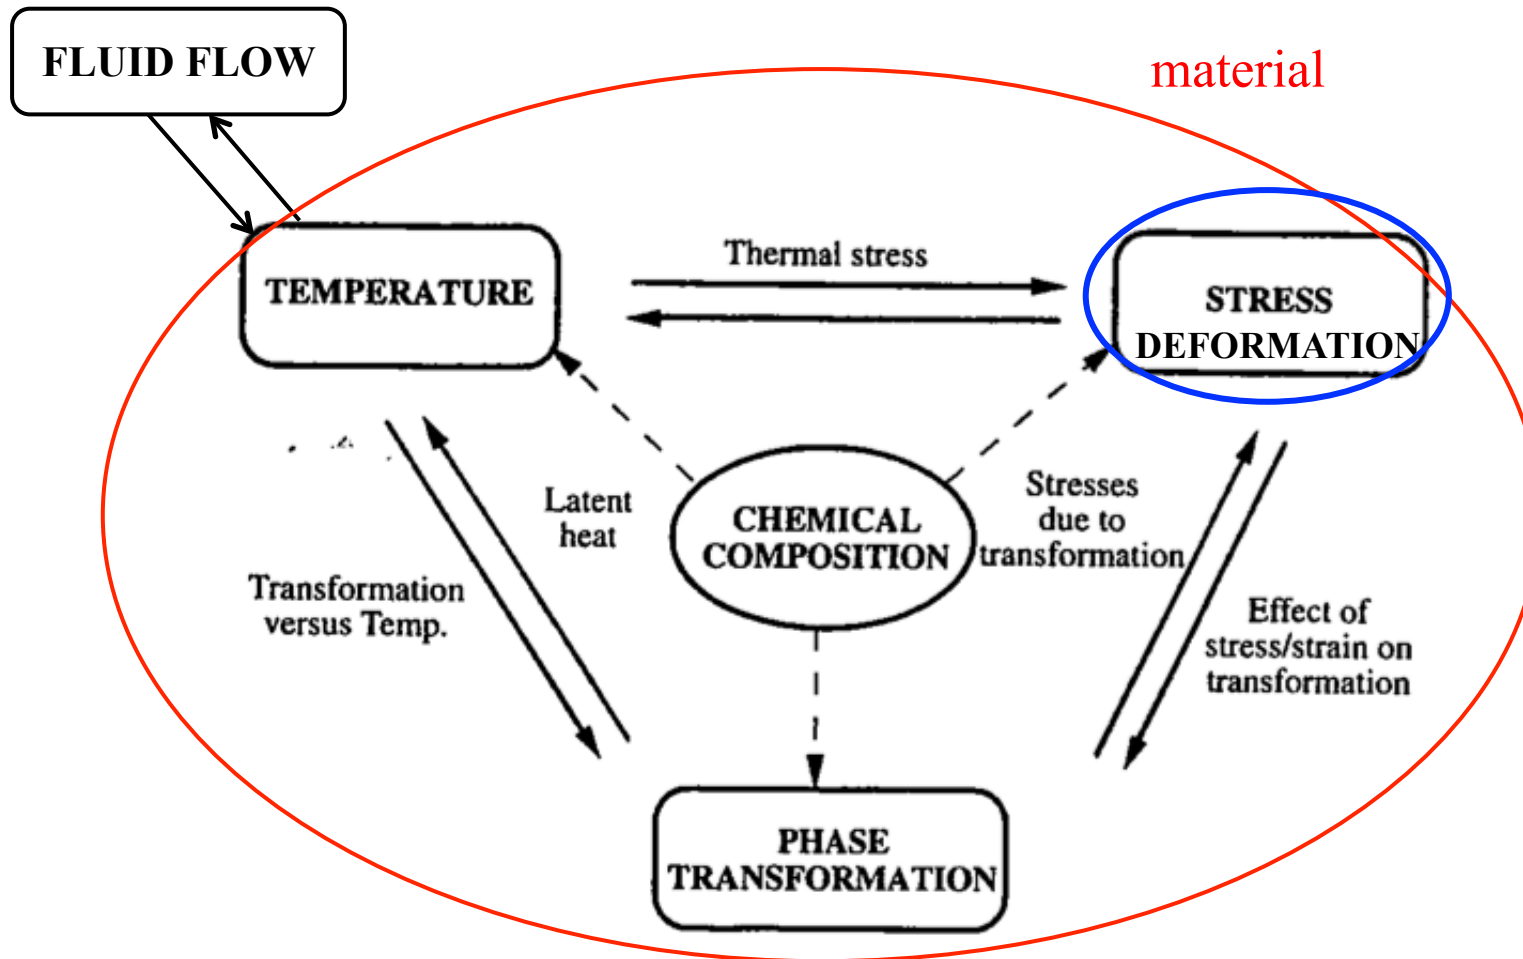 FLUID FLOW
material
Thermal stress
TEMPERATURE
STRESS
DEFORMATION
Latent
heat
CHEMICAL
COMPOSITION
Stresses
due to
transformation
Transformation
versus Temp.
Effect of
stress/strain on
transformation
PHASE
TRANSFORMATION